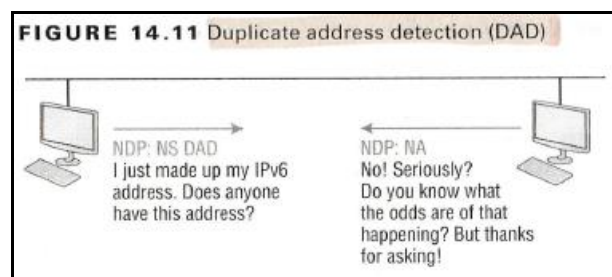 FIGURE 14.11 Duplicate address detection (DAD)
NDP: NS DAD
I just made up my IPv6
address. Does anyone
have this address?
NDP: NA
No! Seriously?
Do you know what
the odds are of that
happening? But thanks
for asking!